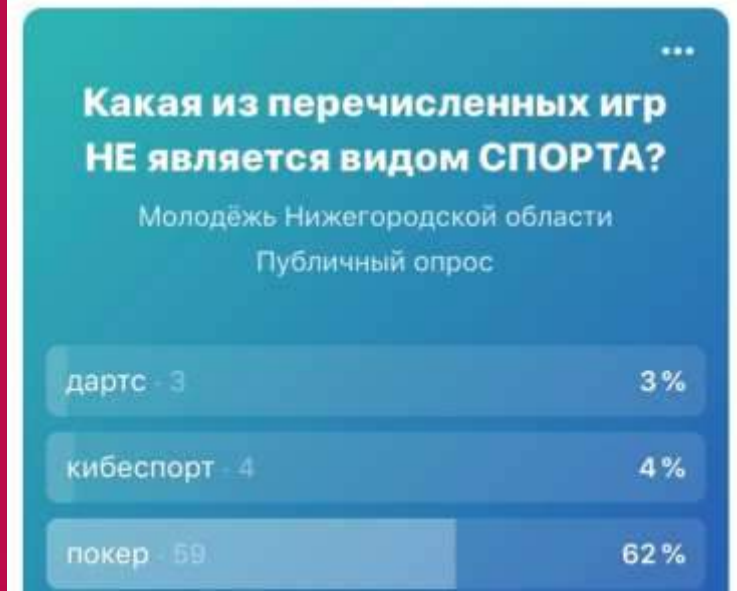 Какая из перечисленных игр
НЕ является видом СПОРТА?
Молодёжь Нижегородской области
Публичный опрос
дартс · 3 3%
кибеспорт · 4 4%
покер · 59 62%